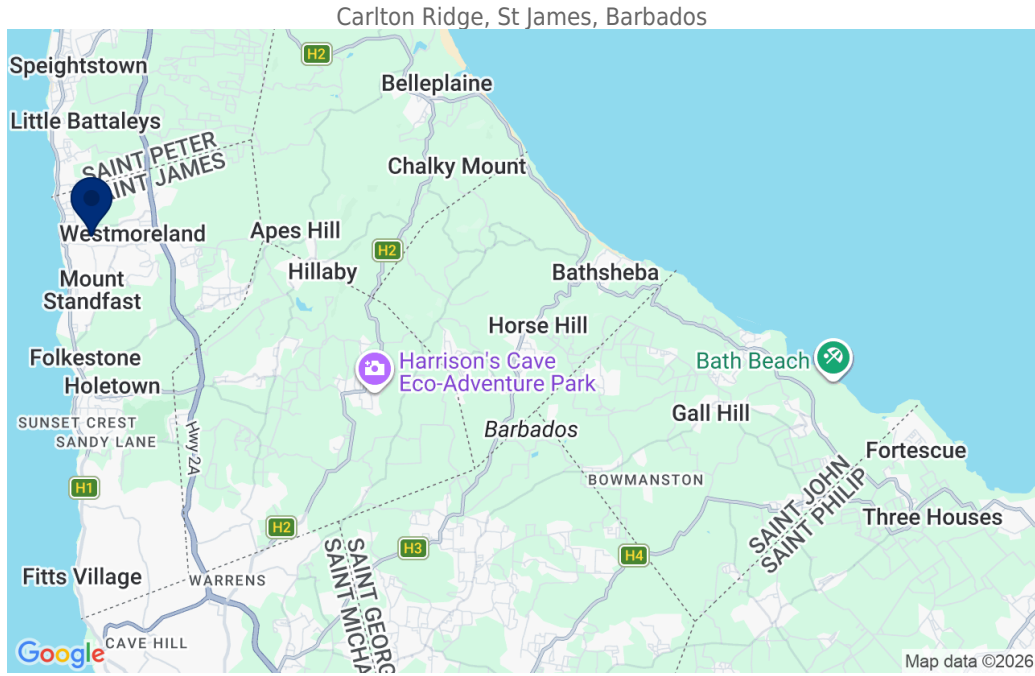 Carlton Ridge, St James, Barbados
H2
Speightstown
Belleplaine
Little Battaleys
SAINT PETER
SAINT JAMES
Chalky Mount
Westmoreland
Apes Hill
H2
Hillaby
Bathsheba
Mount
Standfast
Horse Hill
Folkestone
Harrison's Cave
Eco-Adventure Park
Bath Beach
Holetown
SUNSET CREST
SANDY LANE
Hwy-2A
Gall Hill
Barbados
Fortescue
BOWMANSTON
H1
SAINT JOHN
SAINT PHILIP
Three Houses
H2
H3
H4
Fitts Village
WARRENS
SAINT GEORG
SAINT MICHA
CAVE HILL
Google
Map data ©2026